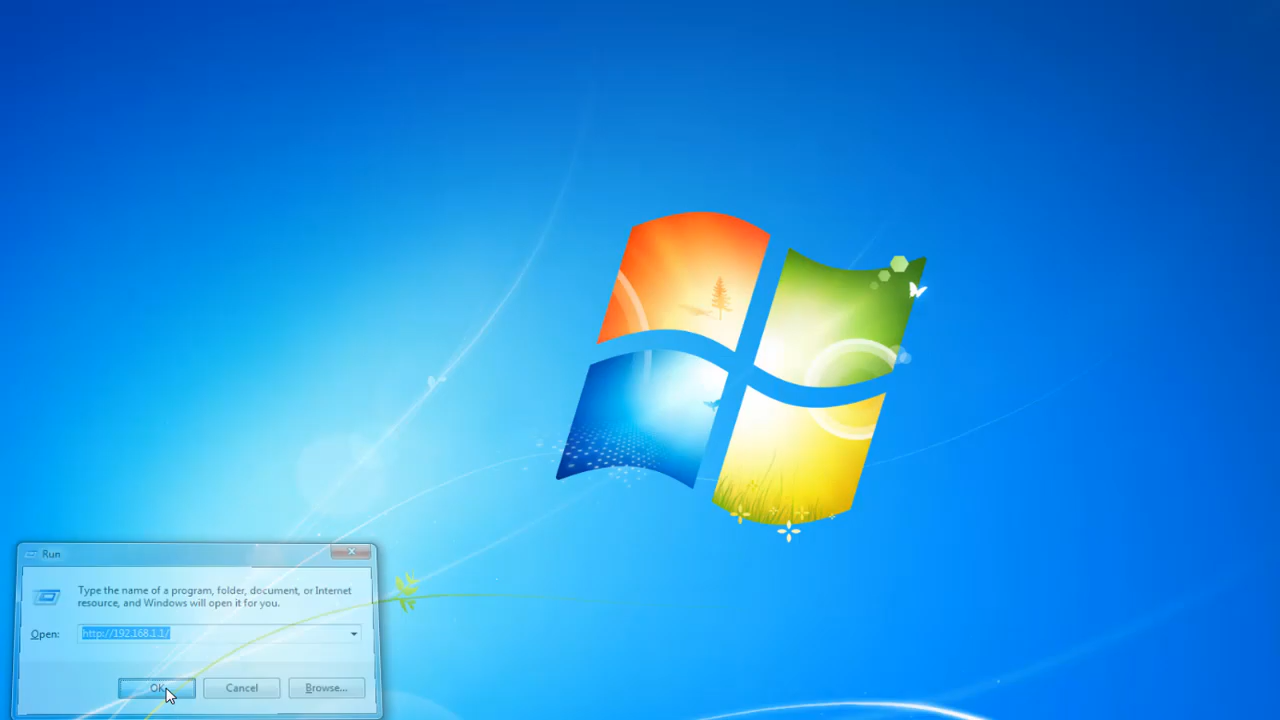 Run
Type the name of a program, folder, document, or Internet
resource, and Windows will open it for you.
Open: http://192.168.1.1/
OK Cancel Browse...